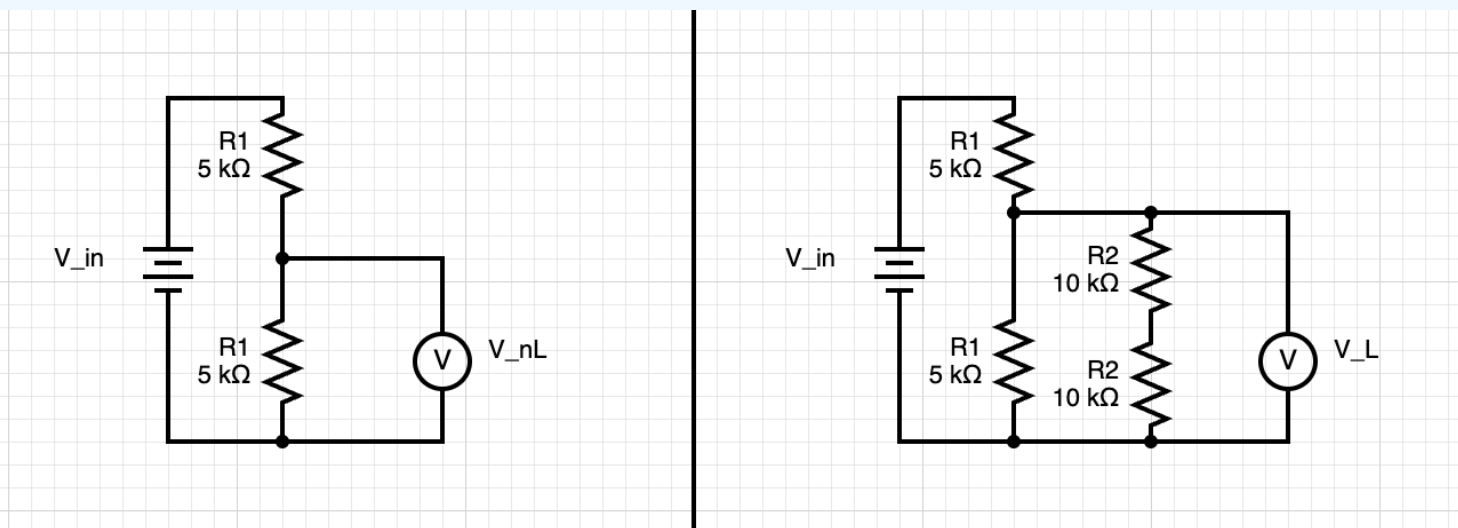 R1
5 kΩ
V_in
R1
5 kΩ
V
V_nL
R1
5 kΩ
V_in
R2
10 kΩ
R1
5 kΩ
R2
10 kΩ
V
V_L